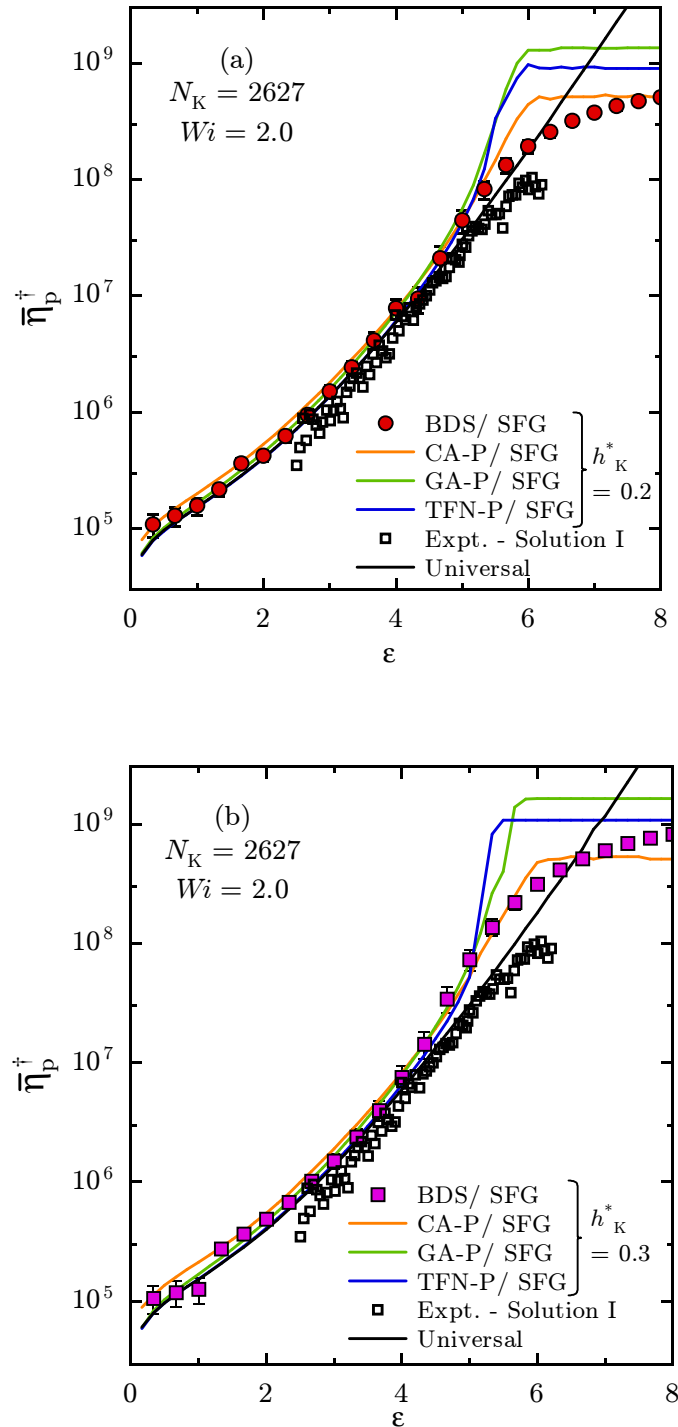 (a)
N_K = 2627
Wi = 2.0
10^9
10^8
10^7
10^6
10^5
η̅_p^†
BDS/ SFG
CA-P/ SFG
GA-P/ SFG
TFN-P/ SFG
h*_K = 0.2
Expt. - Solution I
Universal
0 2 4 6 8
ε
(b)
N_K = 2627
Wi = 2.0
10^9
10^8
10^7
10^6
10^5
η̅_p^†
BDS/ SFG
CA-P/ SFG
GA-P/ SFG
TFN-P/ SFG
h*_K = 0.3
Expt. - Solution I
Universal
0 2 4 6 8
ε